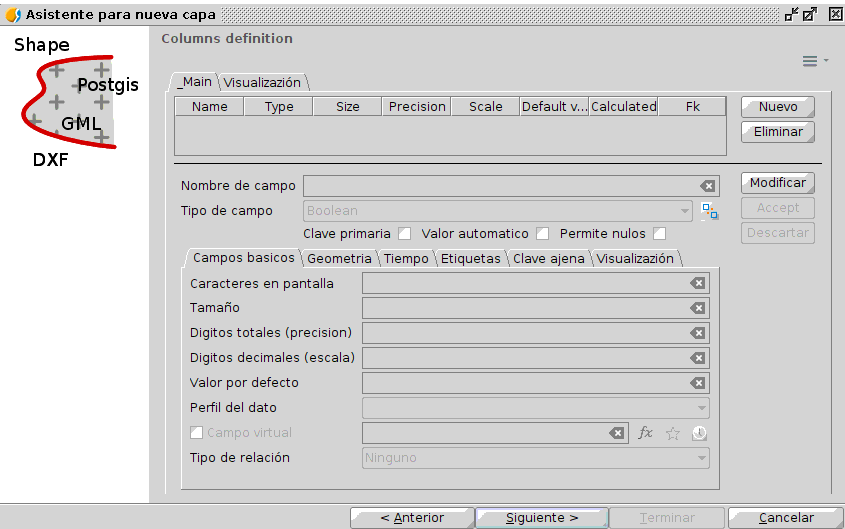 Asistente para nueva capa
Shape
Postgis
GML
DXF
Columns definition
_Main Visualización
Name Type Size Precision Scale Default v... Calculated Fk
Nuevo
Eliminar
Nombre de campo
Modificar
Tipo de campo Boolean
Accept
Clave primaria Valor automatico Permite nulos
Descartar
Campos basicos Geometria Tiempo Etiquetas Clave ajena Visualización
Caracteres en pantalla
Tamaño
Digitos totales (precision)
Digitos decimales (escala)
Valor por defecto
Perfil del dato
Campo virtual fx
Tipo de relación Ninguno
< Anterior Siguiente > Terminar Cancelar